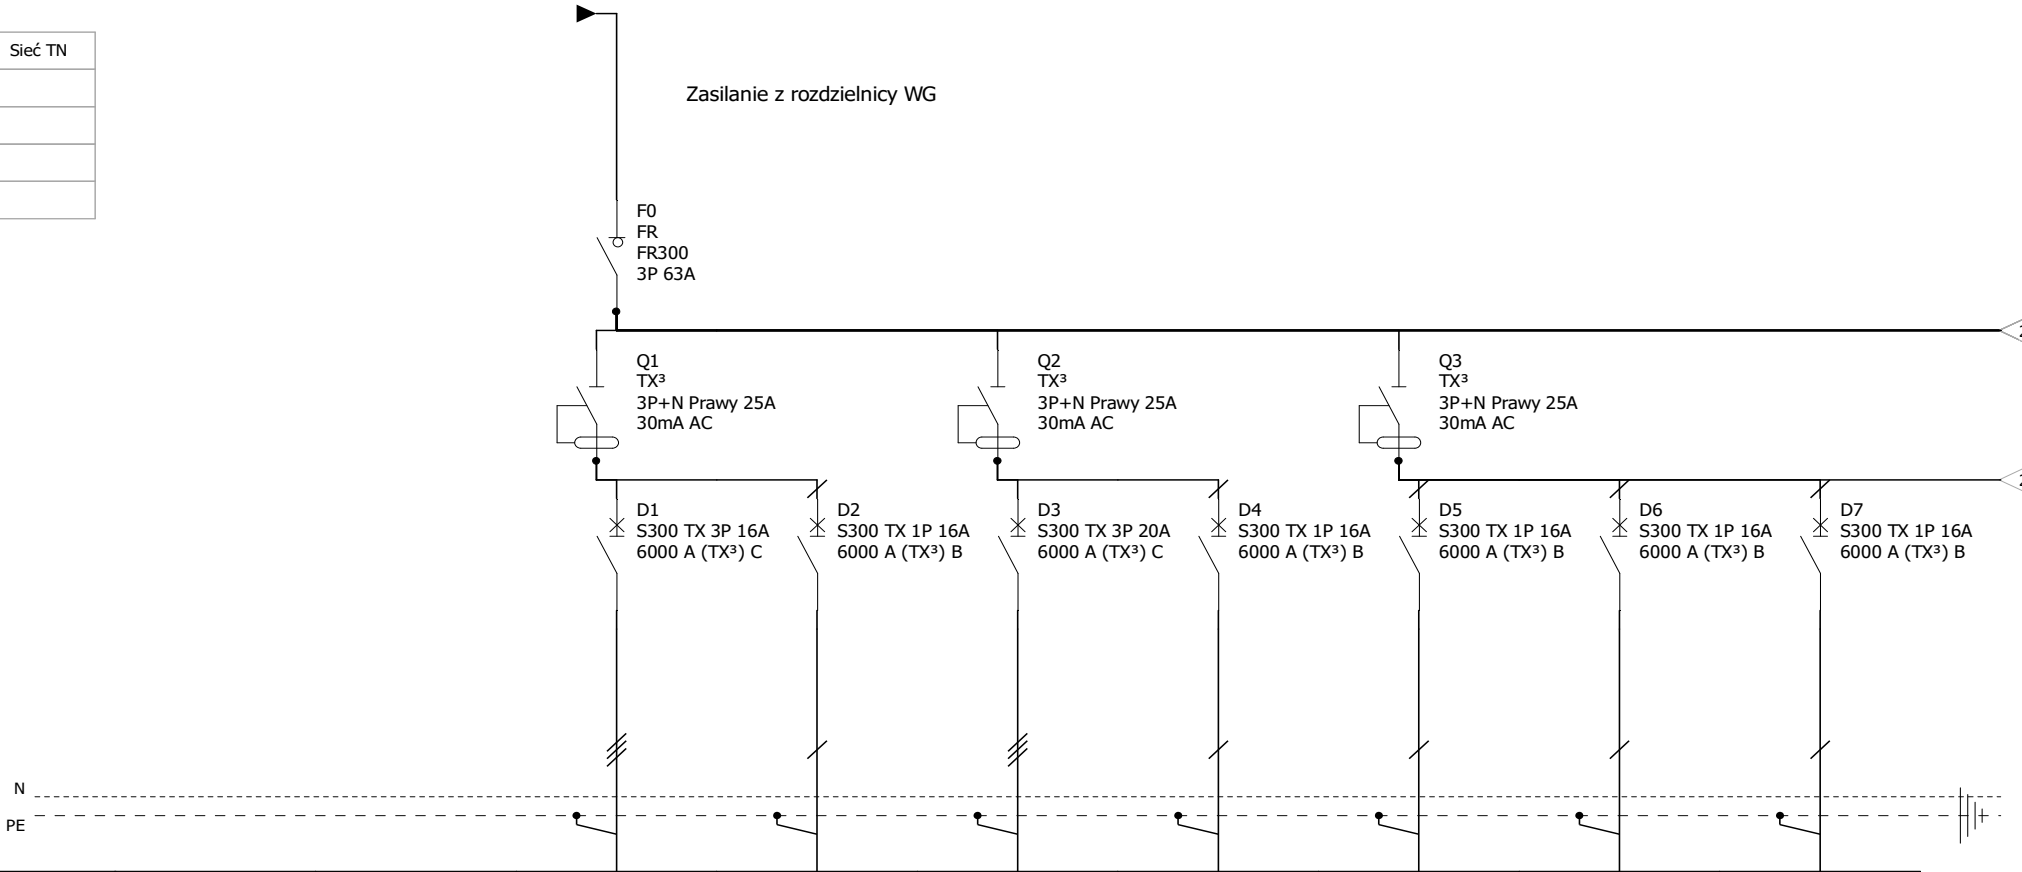 Sieć TN
Zasilanie z rozdzielnicy WG
F0
FR
FR300
3P 63A
Q1
TX³
3P+N Prawy 25A
30mA AC
Q2
TX³
3P+N Prawy 25A
30mA AC
Q3
TX³
3P+N Prawy 25A
30mA AC
D1
S300 TX 3P 16A
6000 A (TX³) C
D2
S300 TX 1P 16A
6000 A (TX³) B
D3
S300 TX 3P 20A
6000 A (TX³) C
D4
S300 TX 1P 16A
6000 A (TX³) B
D5
S300 TX 1P 16A
6000 A (TX³) B
D6
S300 TX 1P 16A
6000 A (TX³) B
D7
S300 TX 1P 16A
6000 A (TX³) B
N
PE